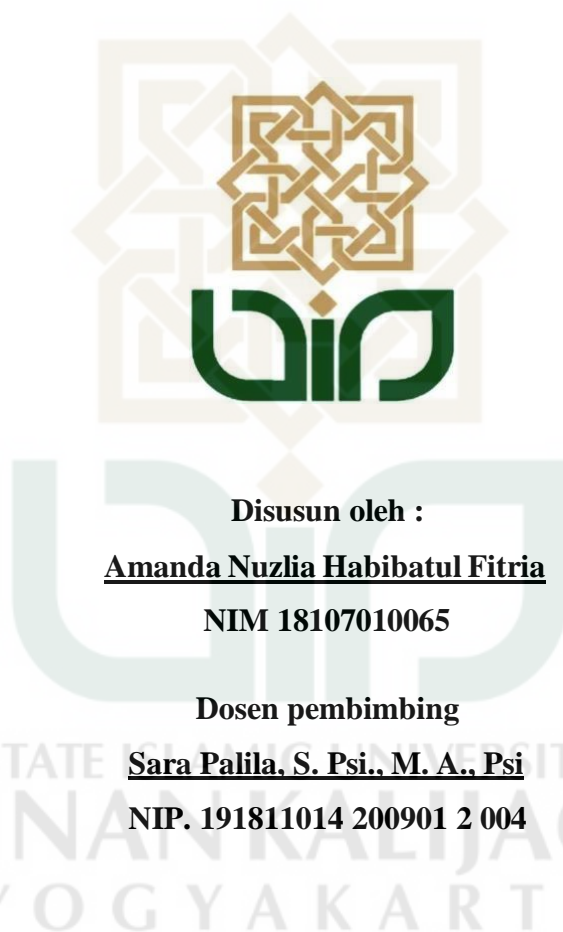 uin
Disusun oleh :
Amanda Nuzlia Habibatul Fitria
NIM 18107010065
Dosen pembimbing
Sara Palila, S. Psi., M. A., Psi
NIP. 191811014 200901 2 004